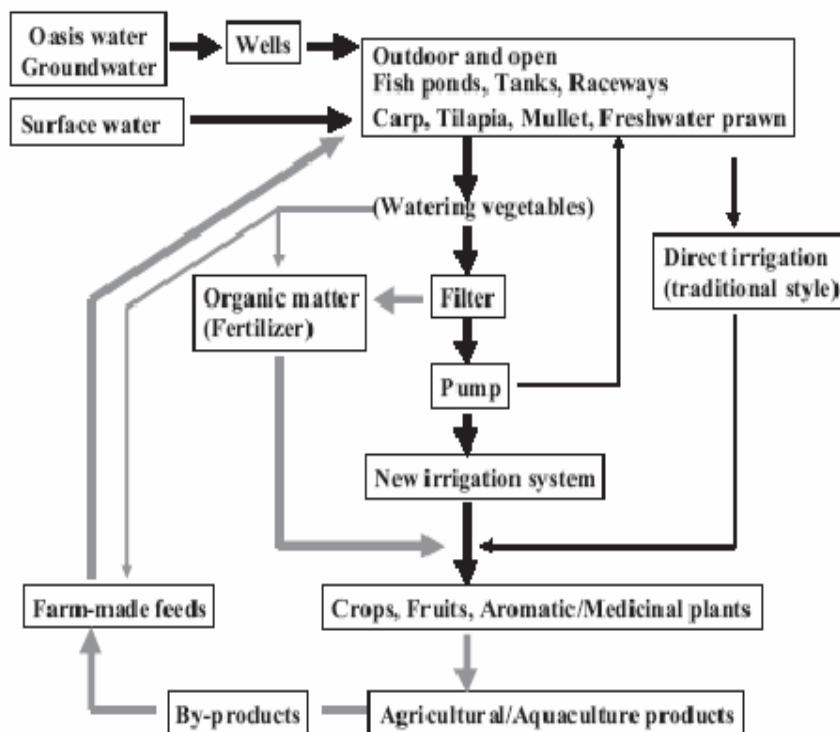 Oasis water
Groundwater
Wells
Outdoor and open
Fish ponds, Tanks, Raceways
Carp, Tilapia, Mullet, Freshwater prawn
Surface water
(Watering vegetables)
Direct irrigation
(traditional style)
Organic matter
(Fertilizer)
Filter
Pump
New irrigation system
Farm-made feeds
Crops, Fruits, Aromatic/Medicinal plants
By-products
Agricultural/Aquaculture products